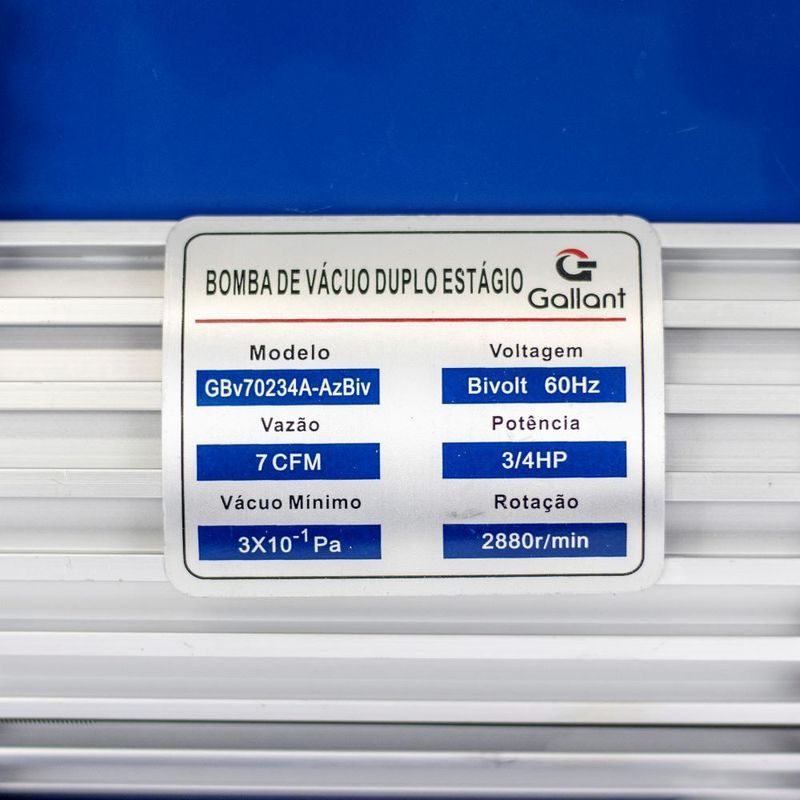 BOMBA DE VÁCUO DUPLO ESTÁGIO
Gallant
Modelo
GBv70234A-AzBiv
Voltagem
Bivolt 60Hz
Vazão
7 CFM
Potência
3/4HP
Vácuo Mínimo
3X10⁻¹ Pa
Rotação
2880r/min